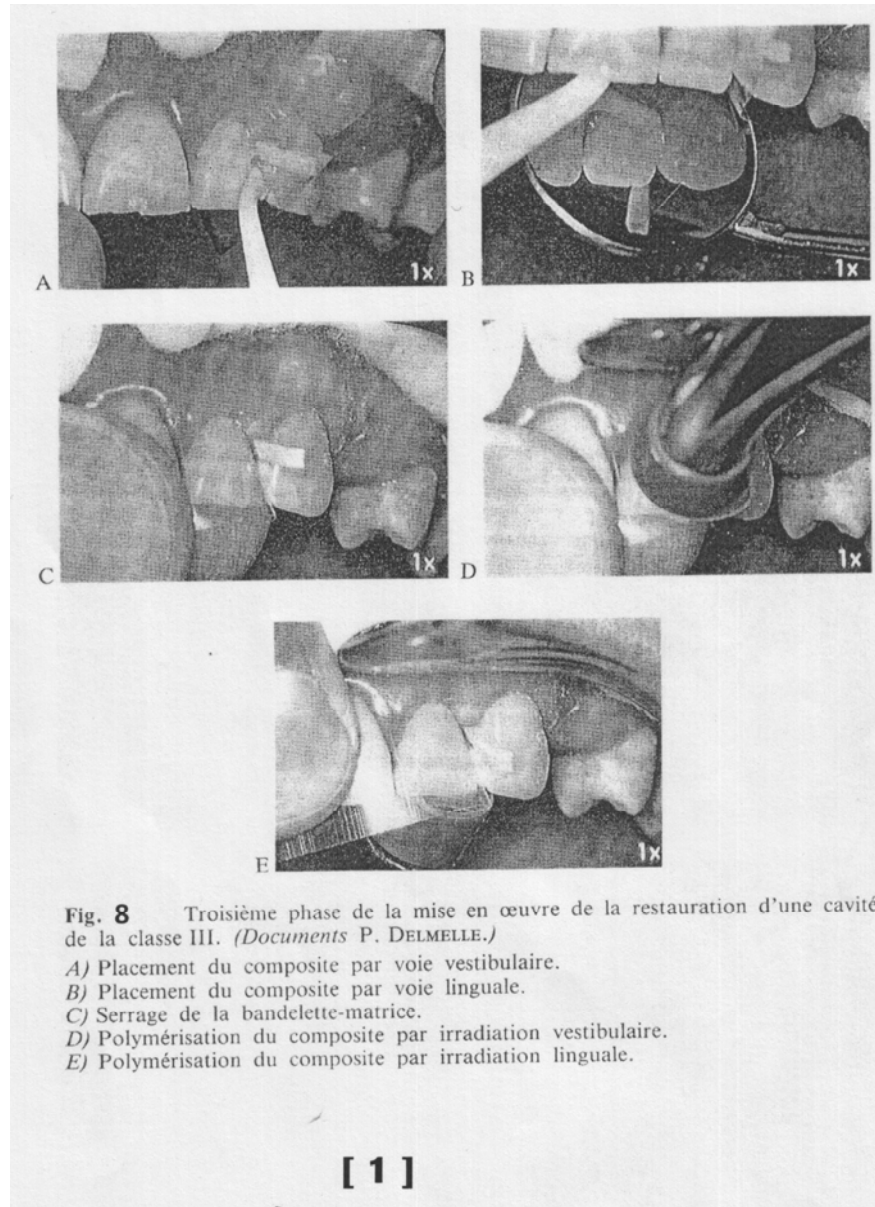 1x
A
1x
B
1x
C
1x
D
1x
E
Fig. 8 Troisième phase de la mise en œuvre de la restauration d'une cavité
de la classe III. (Documents P. DELMELLE.)
A) Placement du composite par voie vestibulaire.
B) Placement du composite par voie linguale.
C) Serrage de la bandelette-matrice.
D) Polymérisation du composite par irradiation vestibulaire.
E) Polymérisation du composite par irradiation linguale.
[ 1 ]